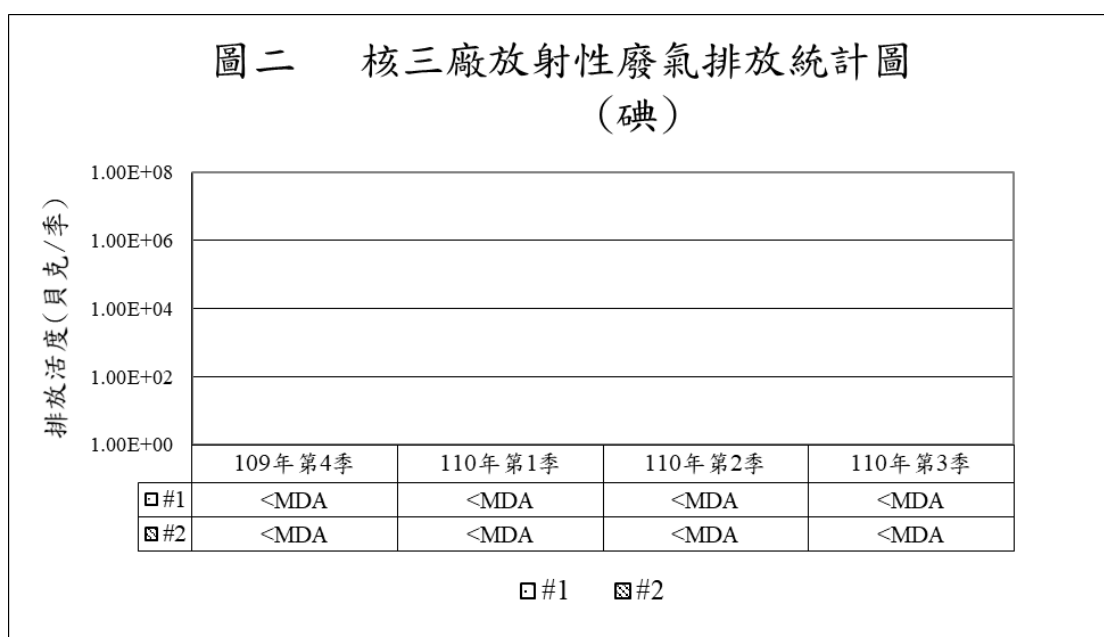 圖二 核三廠放射性廢氣排放統計圖
(碘)
排放活度(貝克/季)
1.00E+08
1.00E+06
1.00E+04
1.00E+02
1.00E+00
109年第4季 110年第1季 110年第2季 110年第3季
#1 <MDA <MDA <MDA <MDA
#2 <MDA <MDA <MDA <MDA
#1 #2